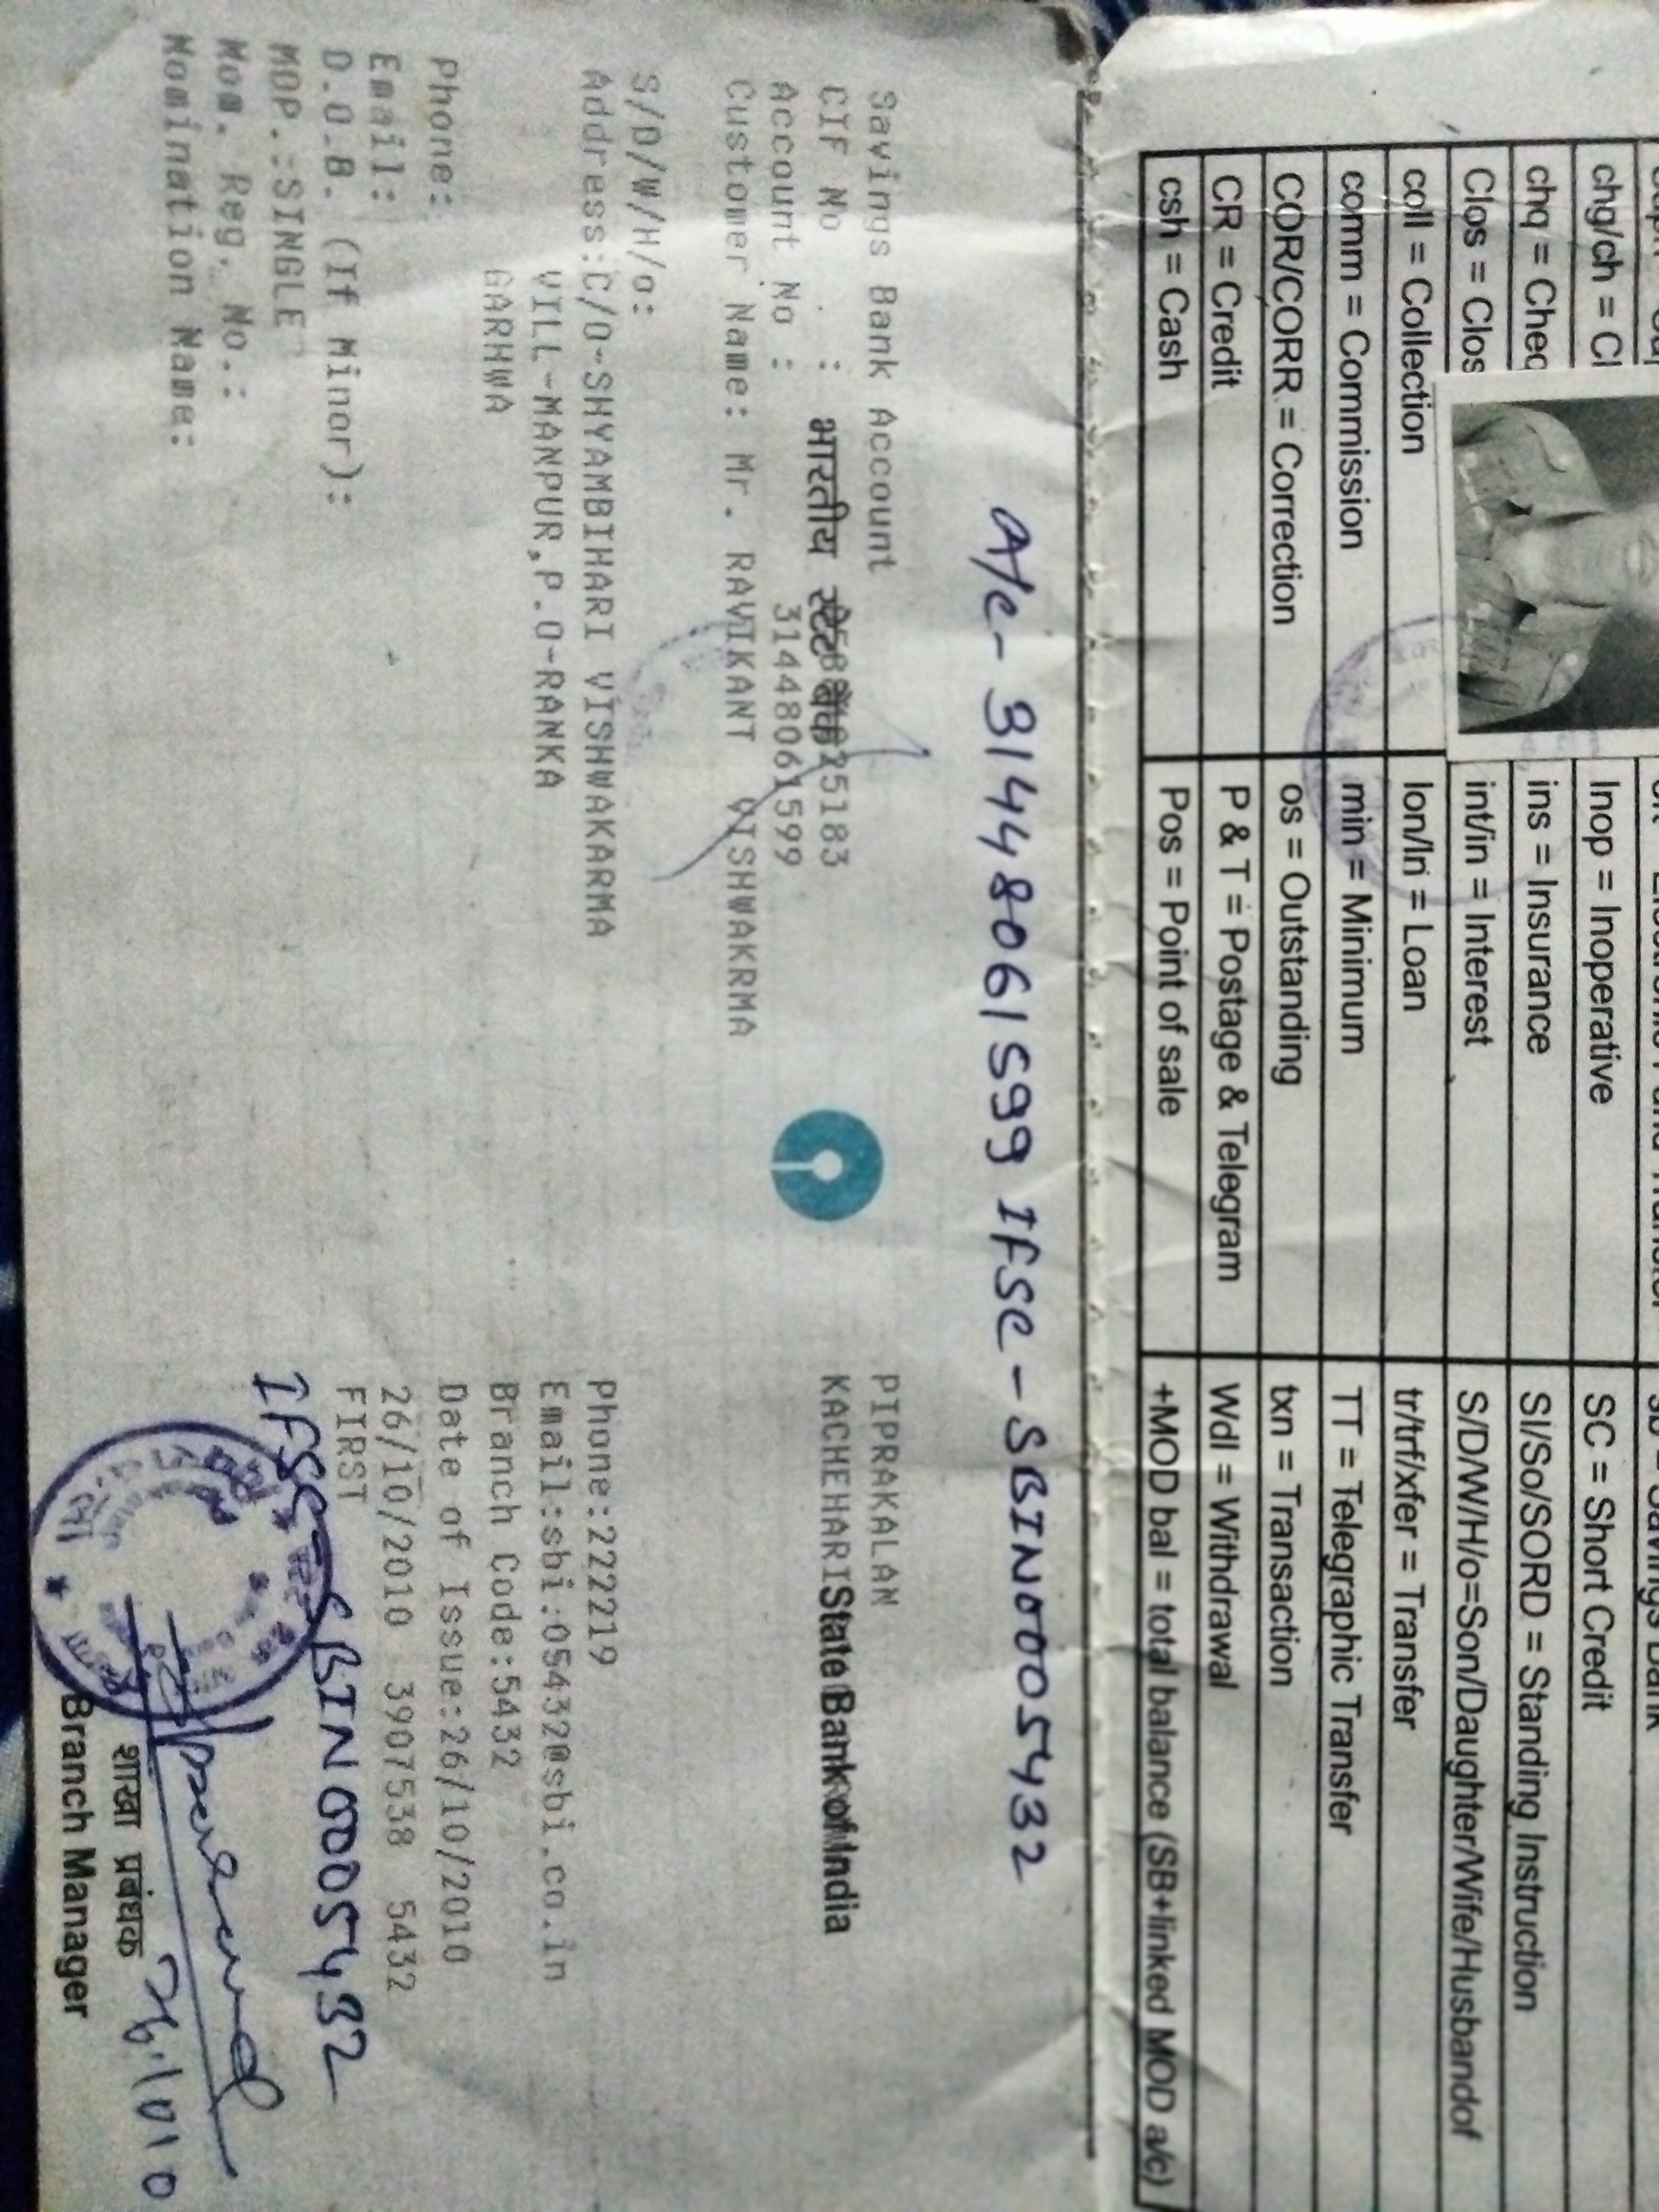 chg/ch = Cl Inop = Inoperative SC = Short Credit
chq = Chec ins = Insurance SI/So/SORD = Standing Instruction
Clos = Clos int/in = Interest S/D/W/H/o=Son/Daughter/Wife/Husbandof
coll = Collection lon/ln = Loan tr/trf/xfer = Transfer
comm = Commission min = Minimum TT = Telegraphic Transfer
COR/CORR = Correction os = Outstanding txn = Transaction
CR = Credit P & T = Postage & Telegram Wdl = Withdrawal
csh = Cash Pos = Point of sale +MOD bal = total balance (SB+linked MOD a/c)
A/c- 31448061599 IFSC - SBIN0005432
Savings Bank Account PIPRAKALAN
CIF No : 25183 KACHEHARI
भारतीय स्टेट बैंक State Bank of India
Account No : 31448061599
Customer Name: Mr. RAVIKANT VISHWAKRMA
S/D/W/H/o:
Address:C/O-SHYAMBIHARI VISHWAKARMA Phone:222219
VILL-MANPUR,P.O-RANKA Email:sbi.05432@sbi.co.in
GARHWA Branch Code:5432
Phone: Date of Issue:26/10/2010
Email: 26/10/2010 3907538 5432
D.O.B. (If Minor): FIRST
MOP.:SINGLE IFSC- SBIN0005432
Nom. Reg. No.:
Nomination Name:
शाखा प्रबंधक
Branch Manager